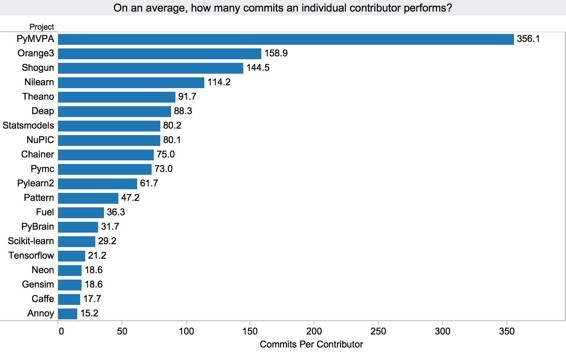 On an average, how many commits an individual contributor performs?
Project
PyMVPA 356.1
Orange3 158.9
Shogun 144.5
Nilearn 114.2
Theano 91.7
Deap 88.3
Statsmodels 80.2
NuPIC 80.1
Chainer 75.0
Pymc 73.0
Pylearn2 61.7
Pattern 47.2
Fuel 36.3
PyBrain 31.7
Scikit-learn 29.2
Tensorflow 21.2
Neon 18.6
Gensim 18.6
Caffe 17.7
Annoy 15.2
0 50 100 150 200 250 300 350
Commits Per Contributor